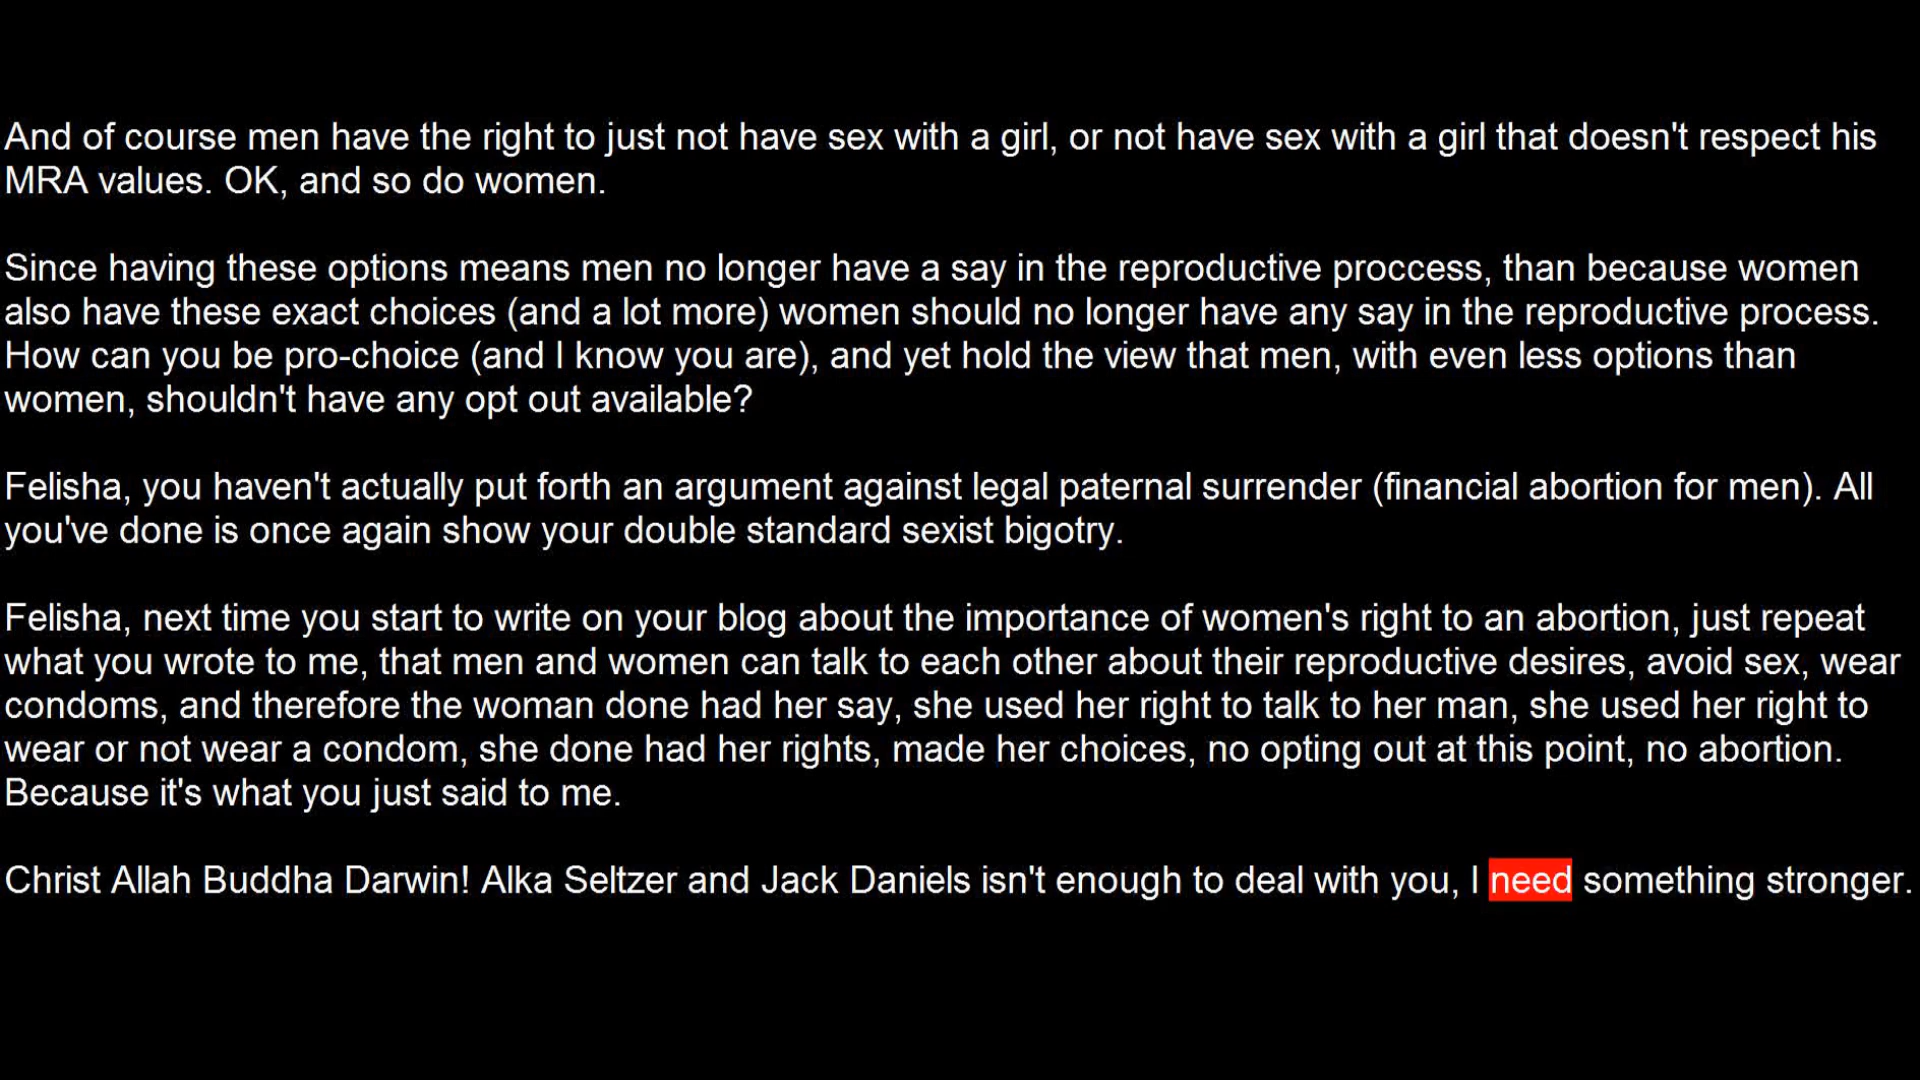 And of course men have the right to just not have sex with a girl, or not have sex with a girl that doesn't respect his
MRA values. OK, and so do women.
Since having these options means men no longer have a say in the reproductive proccess, than because women
also have these exact choices (and a lot more) women should no longer have any say in the reproductive process.
How can you be pro-choice (and I know you are), and yet hold the view that men, with even less options than
women, shouldn't have any opt out available?
Felisha, you haven't actually put forth an argument against legal paternal surrender (financial abortion for men). All
you've done is once again show your double standard sexist bigotry.
Felisha, next time you start to write on your blog about the importance of women's right to an abortion, just repeat
what you wrote to me, that men and women can talk to each other about their reproductive desires, avoid sex, wear
condoms, and therefore the woman done had her say, she used her right to talk to her man, she used her right to
wear or not wear a condom, she done had her rights, made her choices, no opting out at this point, no abortion.
Because it's what you just said to me.
Christ Allah Buddha Darwin! Alka Seltzer and Jack Daniels isn't enough to deal with you, I need something stronger.